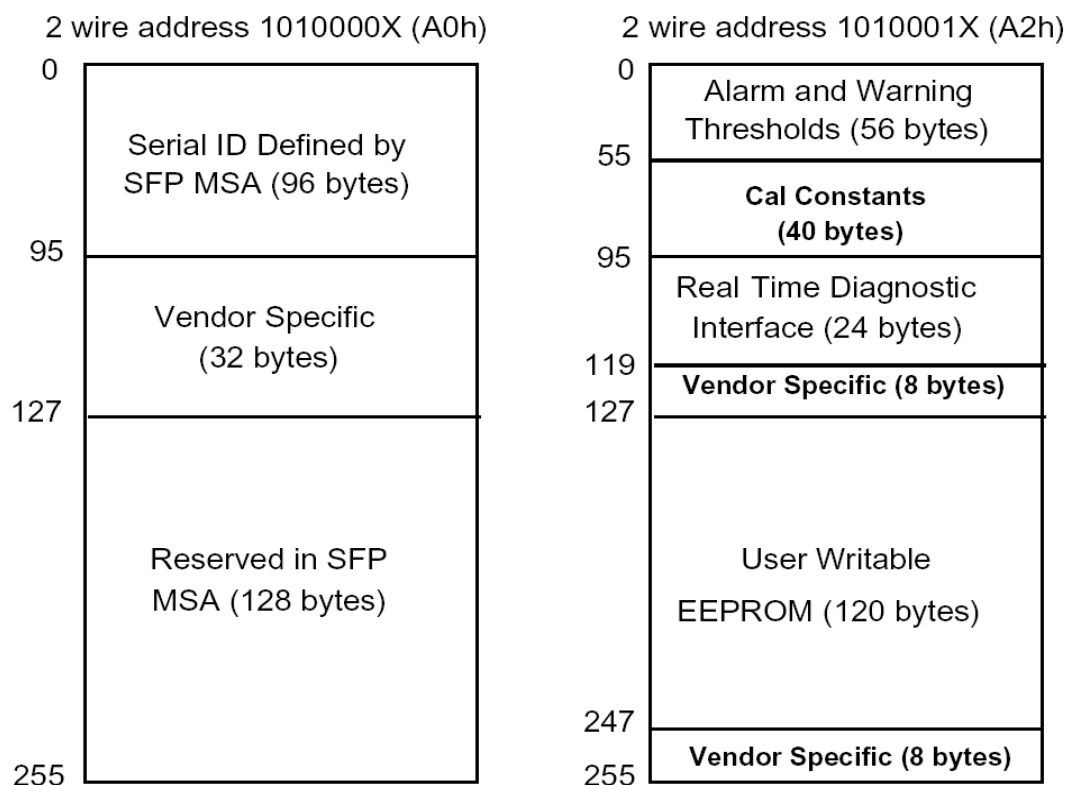 2 wire address 1010000X (A0h)
0
Serial ID Defined by
SFP MSA (96 bytes)
95
Vendor Specific
(32 bytes)
127
Reserved in SFP
MSA (128 bytes)
255
2 wire address 1010001X (A2h)
0
Alarm and Warning
Thresholds (56 bytes)
55
Cal Constants
(40 bytes)
95
Real Time Diagnostic
Interface (24 bytes)
119
Vendor Specific (8 bytes)
127
User Writable
EEPROM (120 bytes)
247
Vendor Specific (8 bytes)
255